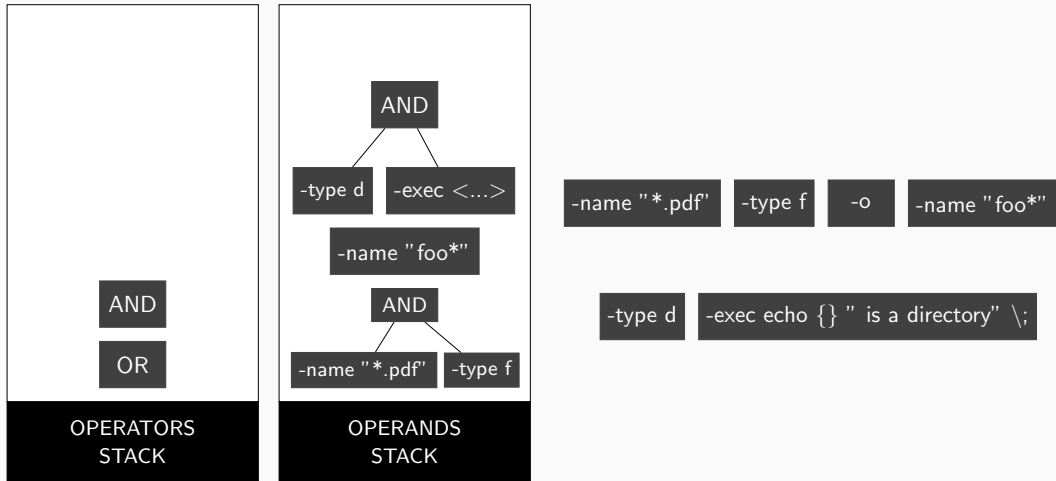 AND
OR
OPERATORS
STACK
AND
-type d -exec <...>
-name "foo*"
AND
-name "*.pdf" -type f
OPERANDS
STACK
-name "*.pdf" -type f -o -name "foo*"
-type d -exec echo {} " is a directory" \;